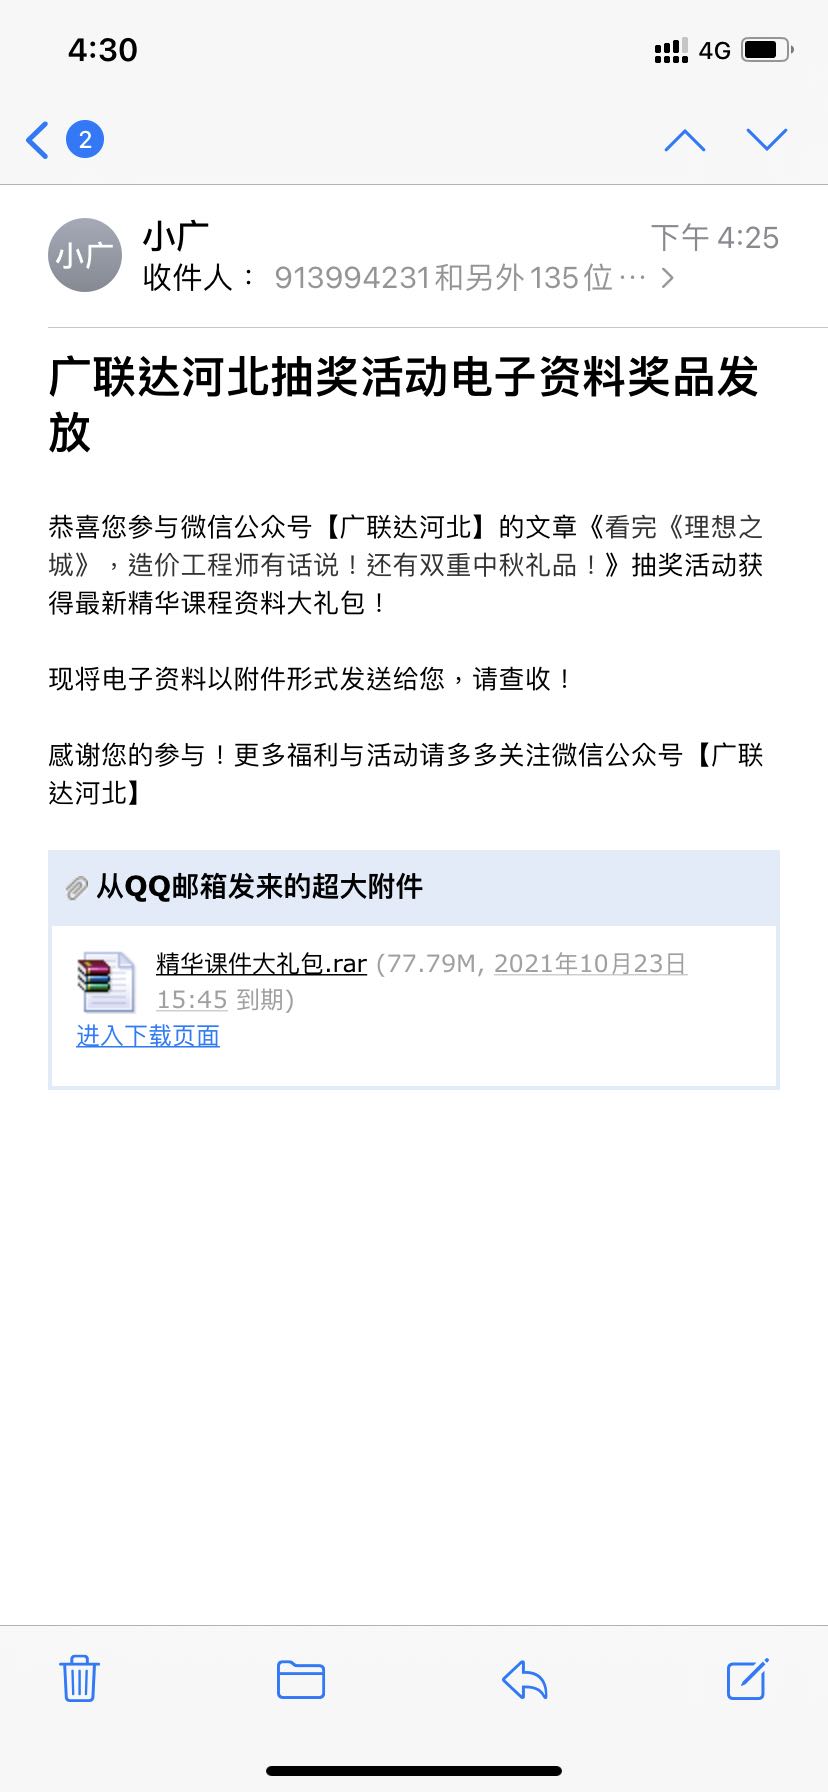 4:30
4G
2
小广
小广
下午 4:25
收件人： 913994231和另外135位…
广联达河北抽奖活动电子资料奖品发
放
恭喜您参与微信公众号【广联达河北】的文章《看完《理想之
城》，造价工程师有话说！还有双重中秋礼品！》抽奖活动获
得最新精华课程资料大礼包！
现将电子资料以附件形式发送给您，请查收！
感谢您的参与！更多福利与活动请多多关注微信公众号【广联
达河北】
从QQ邮箱发来的超大附件
精华课件大礼包.rar (77.79M, 2021年10月23日
15:45 到期)
进入下载页面